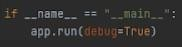 if __name__ == "__main__":
    app.run(debug=True)